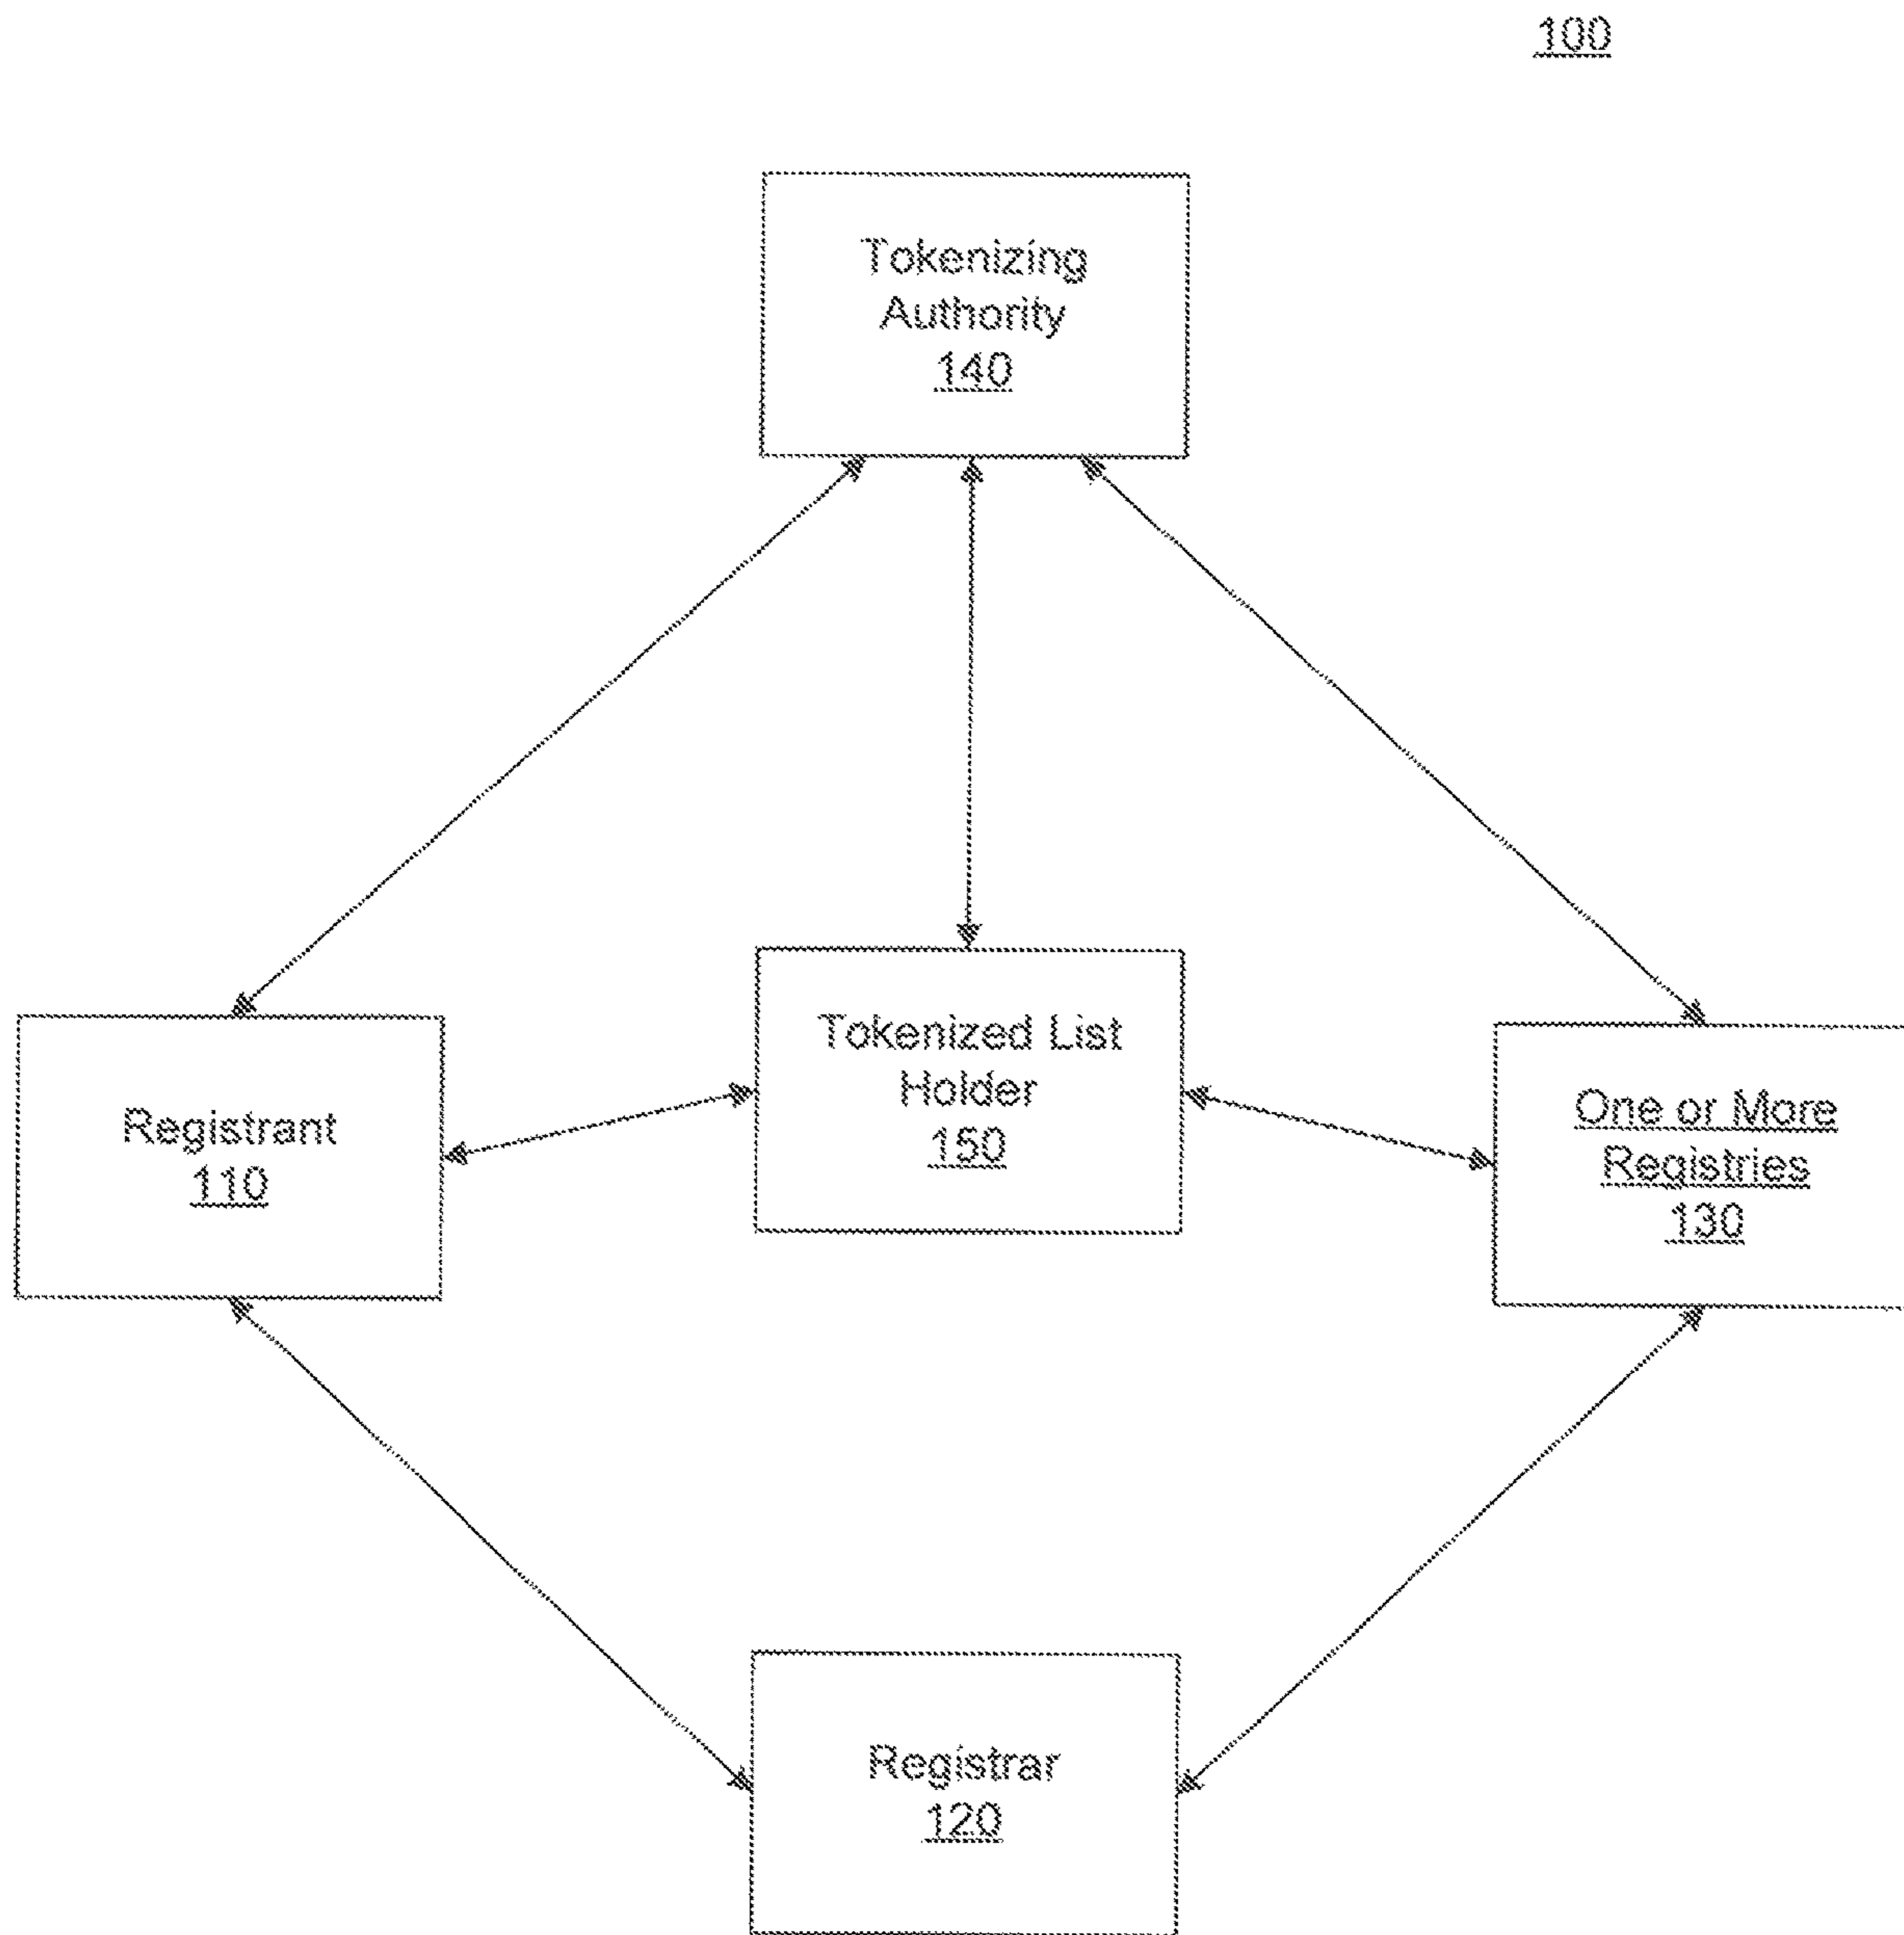 100
Tokenizing
Authority
140
Tokenized List
Holder
150
Registrant
110
One or More
Registries
130
Registrar
120